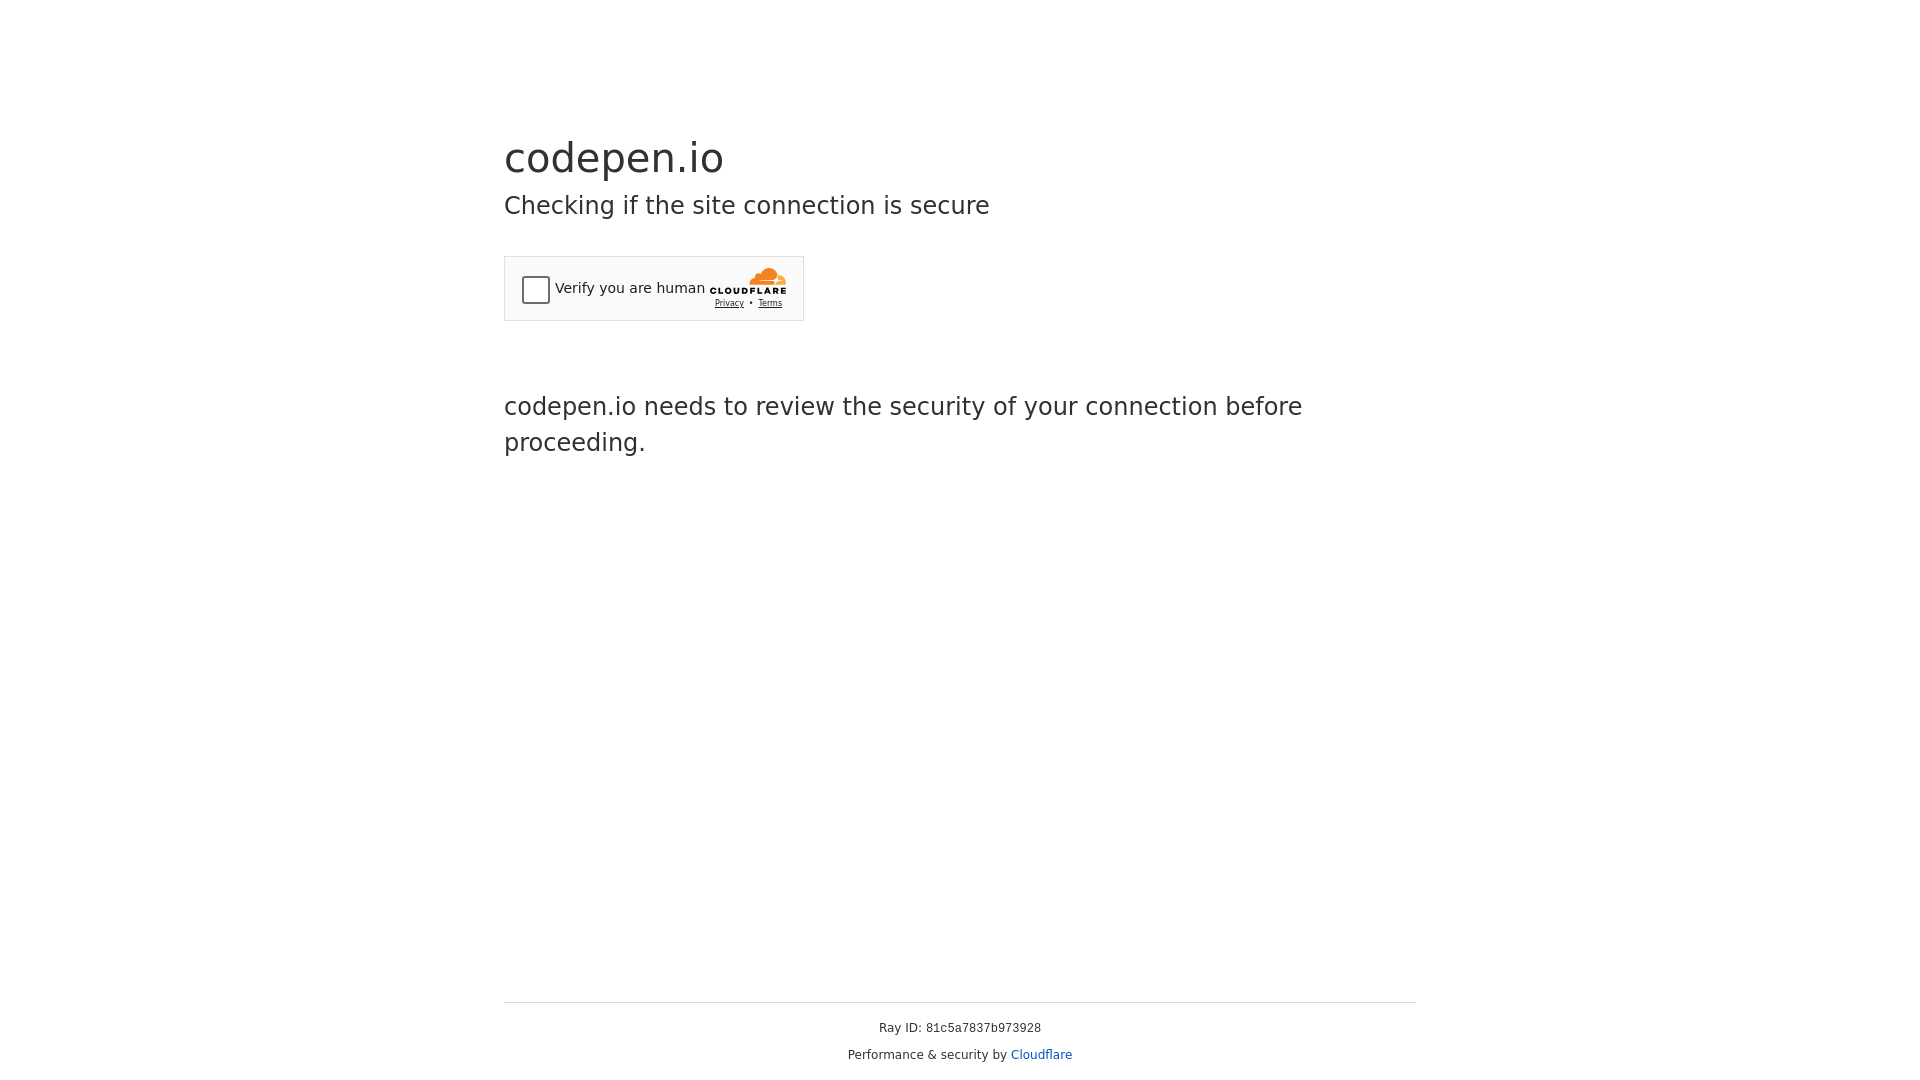 codepen.io
Checking if the site connection is secure
Verify you are human
CLOUDFLARE
Privacy • Terms
codepen.io needs to review the security of your connection before
proceeding.
Ray ID: 81c5a7837b973928
Performance & security by Cloudflare